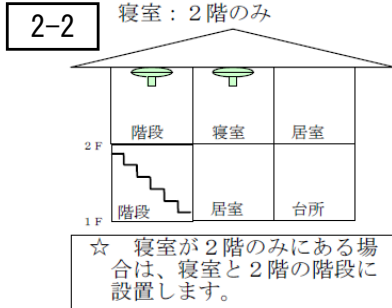 2-2
寝室：２階のみ
階段
寝室
居室
２Ｆ
階段
居室
台所
１Ｆ
☆　寝室が２階のみにある場
合は、寝室と２階の階段に
設置します。